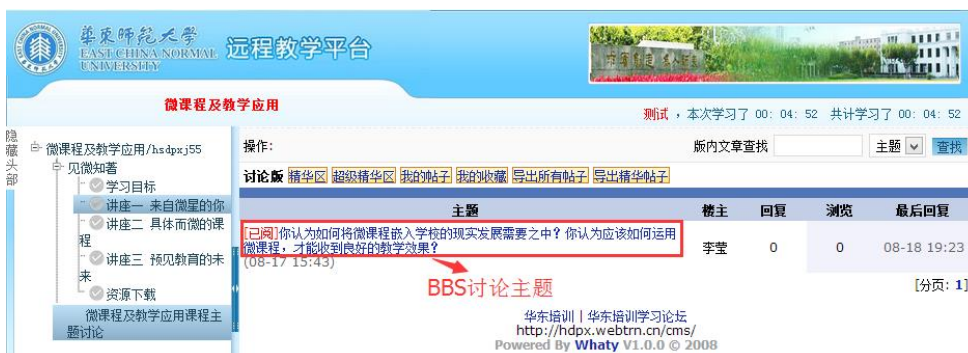 華東師範大學
EAST CHINA NORMAL
UNIVERSITY
远程教学平台
微课程及教学应用
测试 ，本次学习了 00: 04: 52 共计学习了 00: 04: 52
隐藏头部
微课程及教学应用/hsdpxj55
见微知著
学习目标
讲座一 来自微星的你
讲座二 具体而微的课
程
讲座三 预见教育的未
来
资源下载
微课程及教学应用课程主
题讨论
操作:
版内文章查找
主题
查找
讨论版 精华区 超级精华区 我的帖子 我的收藏 导出所有帖子 导出精华帖子
主题 楼主 回复 浏览 最后回复
[已阅]你认为如何将微课程嵌入学校的现实发展需要之中？你认为应该如何运用
微课程，才能收到良好的教学效果？
(08-17 15:43)
李莹 0 0 08-18 19:23
BBS讨论主题
[分页: 1]
华东培训 | 华东培训学习论坛
http://hdpx.webtrn.cn/cms/
Powered By Whaty V1.0.0 © 2008